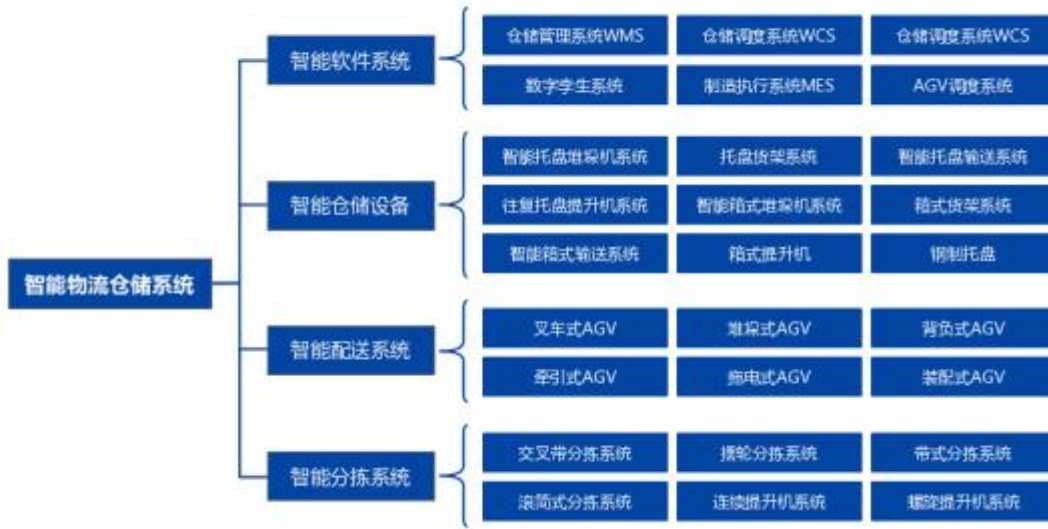 智能物流仓储系统
智能软件系统
仓储管理系统WMS
仓储调度系统WCS
仓储调度系统WCS
数字孪生系统
制造执行系统MES
AGV调度系统
智能仓储设备
智能托盘堆垛机系统
托盘货架系统
智能托盘输送系统
往复托盘提升机系统
智能箱式堆垛机系统
箱式货架系统
智能箱式输送系统
箱式提升机
钢制托盘
智能配送系统
叉车式AGV
堆垛式AGV
背负式AGV
牵引式AGV
拖电式AGV
装配式AGV
智能分拣系统
交叉带分拣系统
摆轮分拣系统
带式分拣系统
滚筒式分拣系统
连续提升机系统
螺旋提升机系统